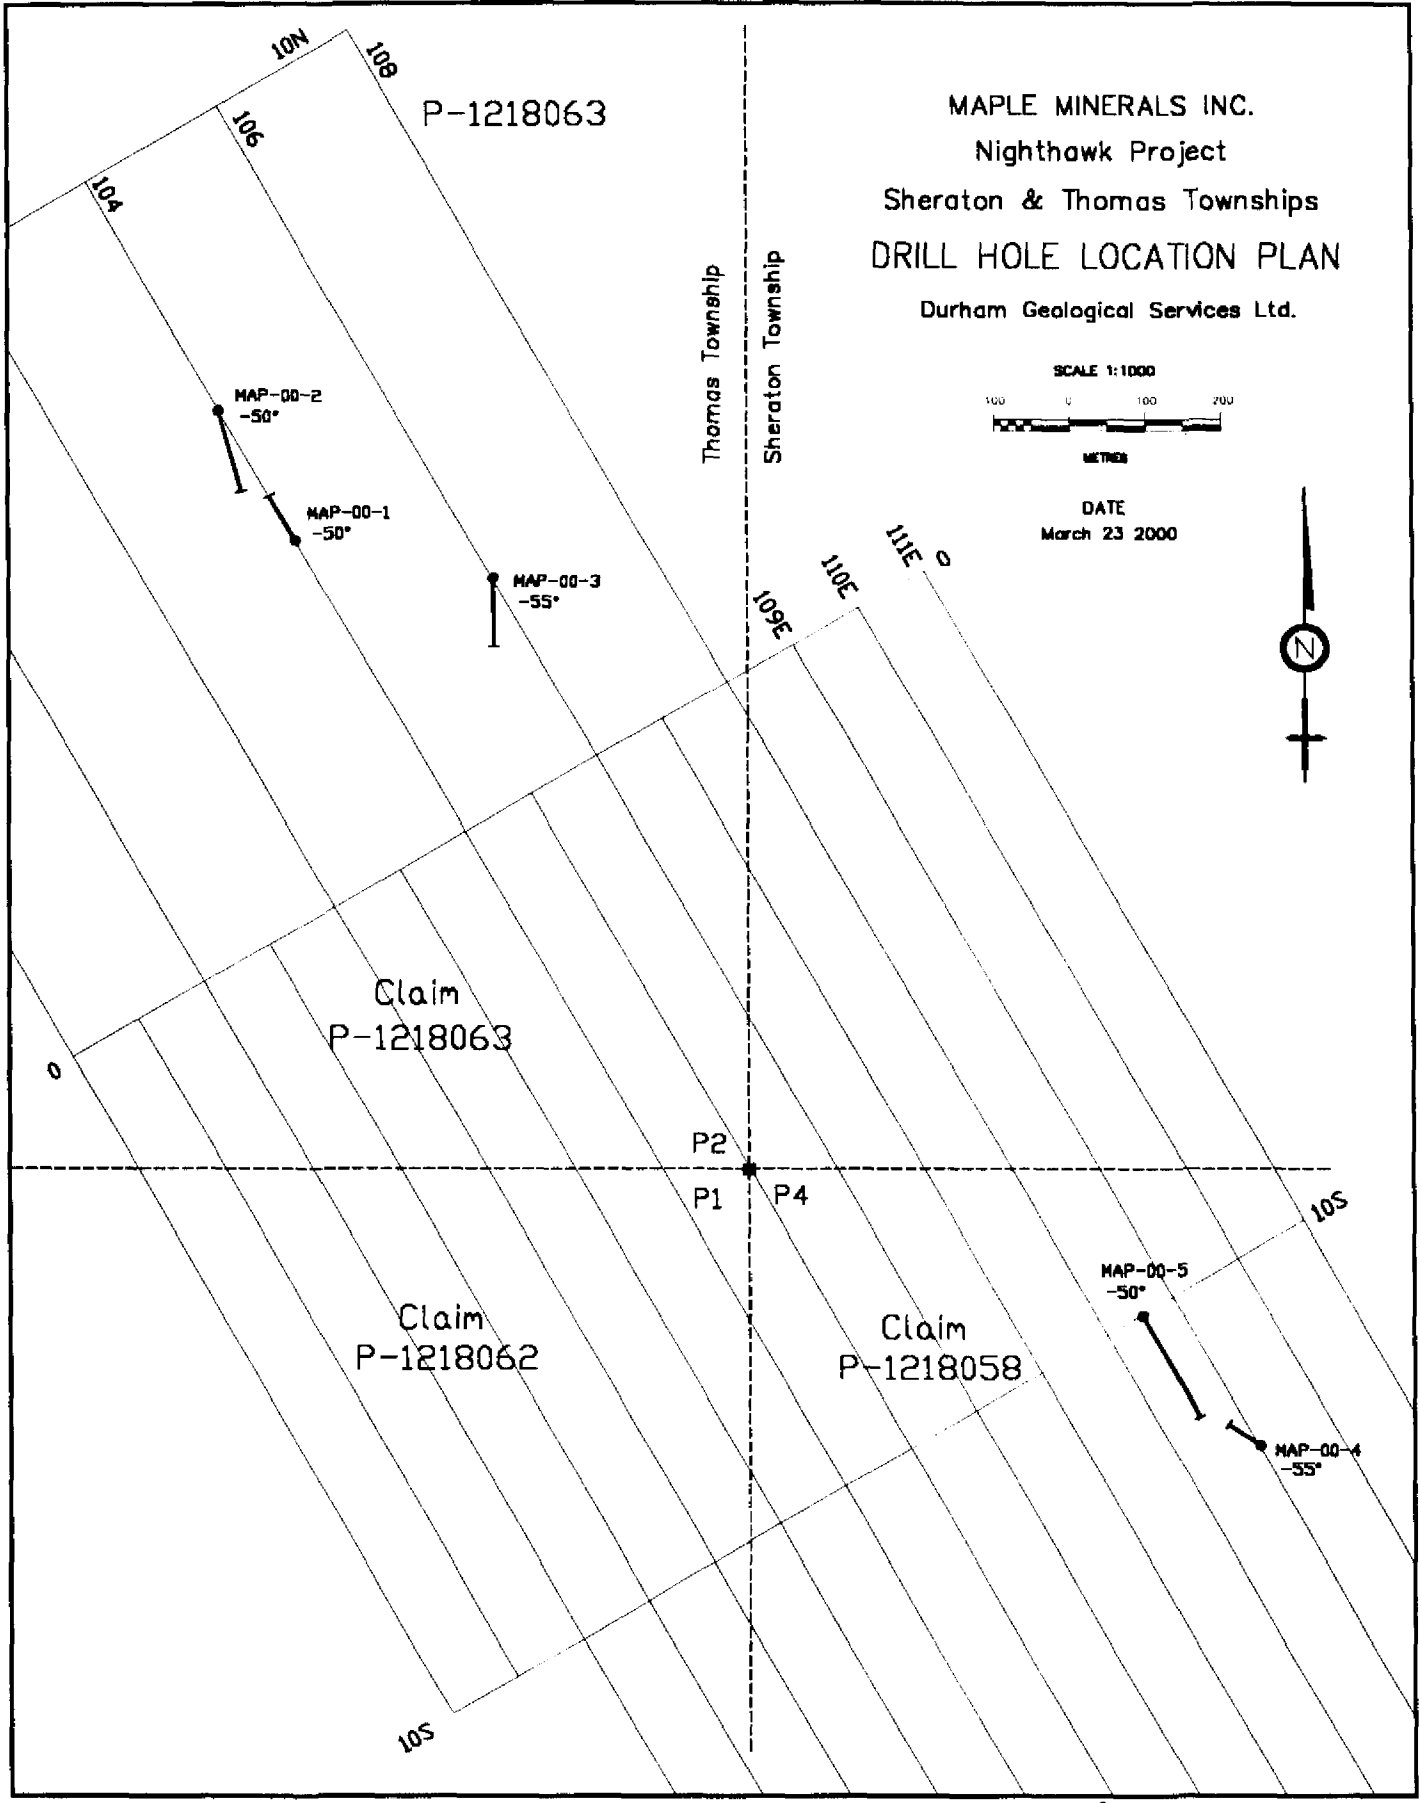 10N
108
106
104
P-1218063
MAPLE MINERALS INC.
Nighthawk Project
Sheraton & Thomas Townships
DRILL HOLE LOCATION PLAN
Durham Geological Services Ltd.
Thomas Township
Sheraton Township
SCALE 1:1000
100 0 100 200
METRES
DATE
March 23 2000
MAP-00-2
-50°
MAP-00-1
-50°
MAP-00-3
-55°
109E
110E
111E
0
N
0
Claim
P-1218063
P2
P1
P4
10S
MAP-00-5
-50°
Claim
P-1218062
Claim
P-1218058
MAP-00-4
-55°
10S